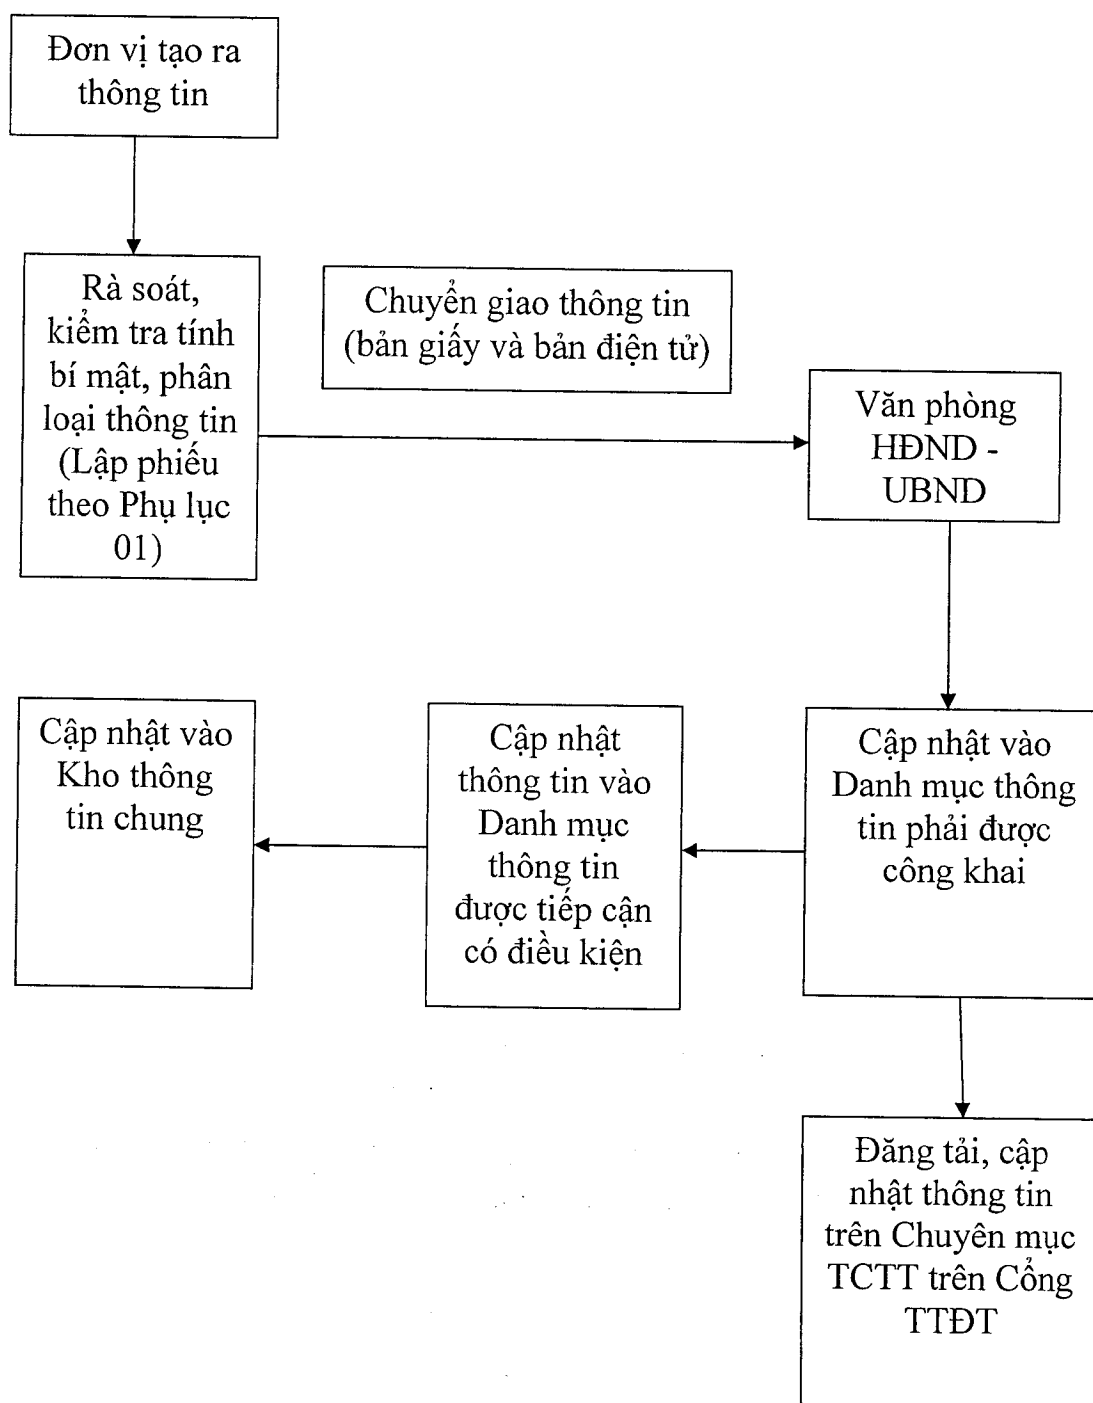 Đơn vị tạo ra
thông tin
Rà soát,
kiểm tra tính
bí mật, phân
loại thông tin
(Lập phiếu
theo Phụ lục
01)
Chuyển giao thông tin
(bản giấy và bản điện tử)
Văn phòng
HĐND -
UBND
Cập nhật vào
Kho thông
tin chung
Cập nhật
thông tin vào
Danh mục
thông tin
được tiếp cận
có điều kiện
Cập nhật vào
Danh mục thông
tin phải được
công khai
Đăng tải, cập
nhật thông tin
trên Chuyên mục
TCTT trên Cổng
TTĐT